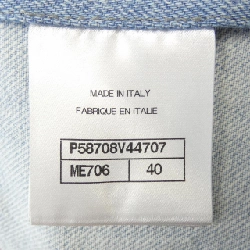 MADE IN ITALY
FABRIQUE EN ITALIE
P58708V44707
ME706 40